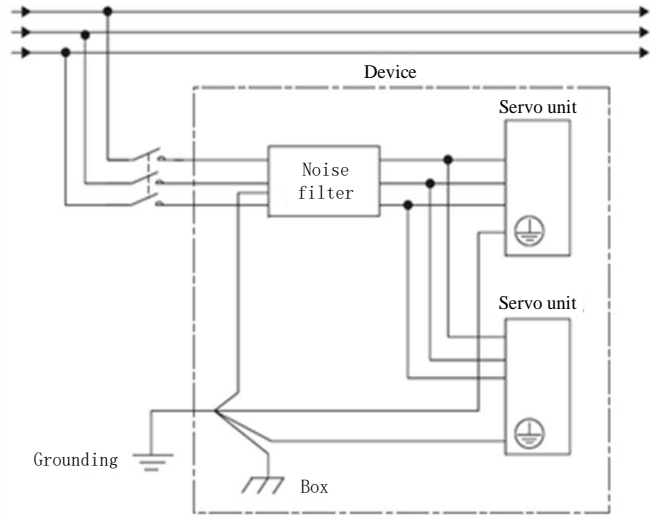 Device
Servo unit
Noise
filter
Servo unit
Grounding
Box